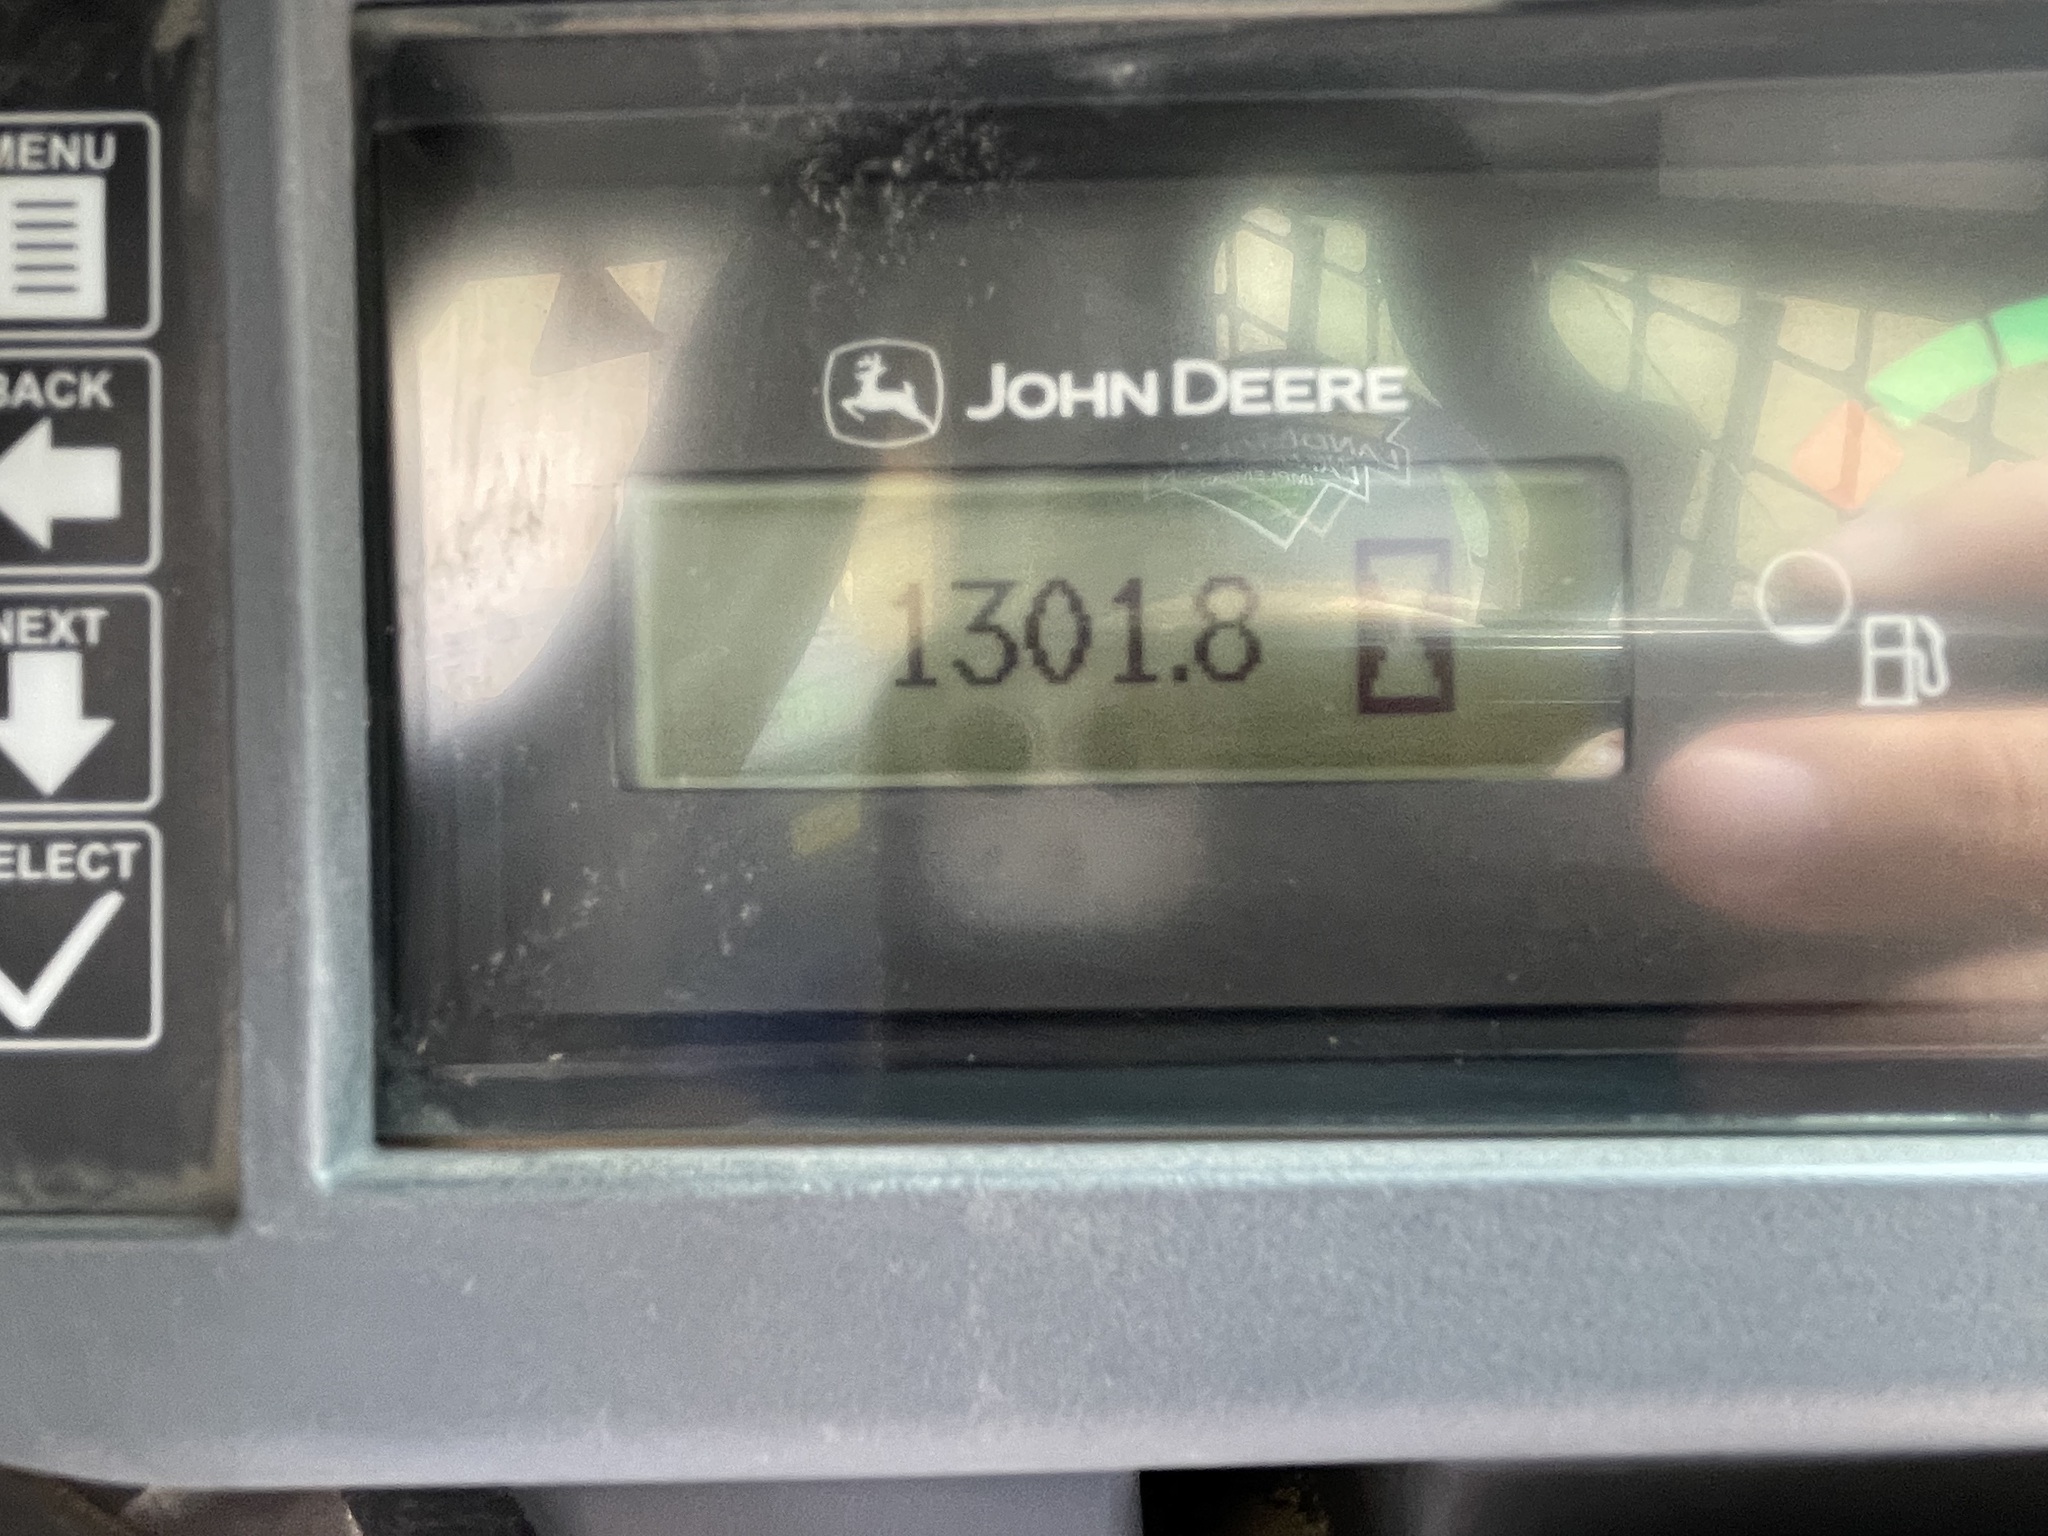 MENU
BACK
NEXT
ELECT
JOHN DEERE
1301.8